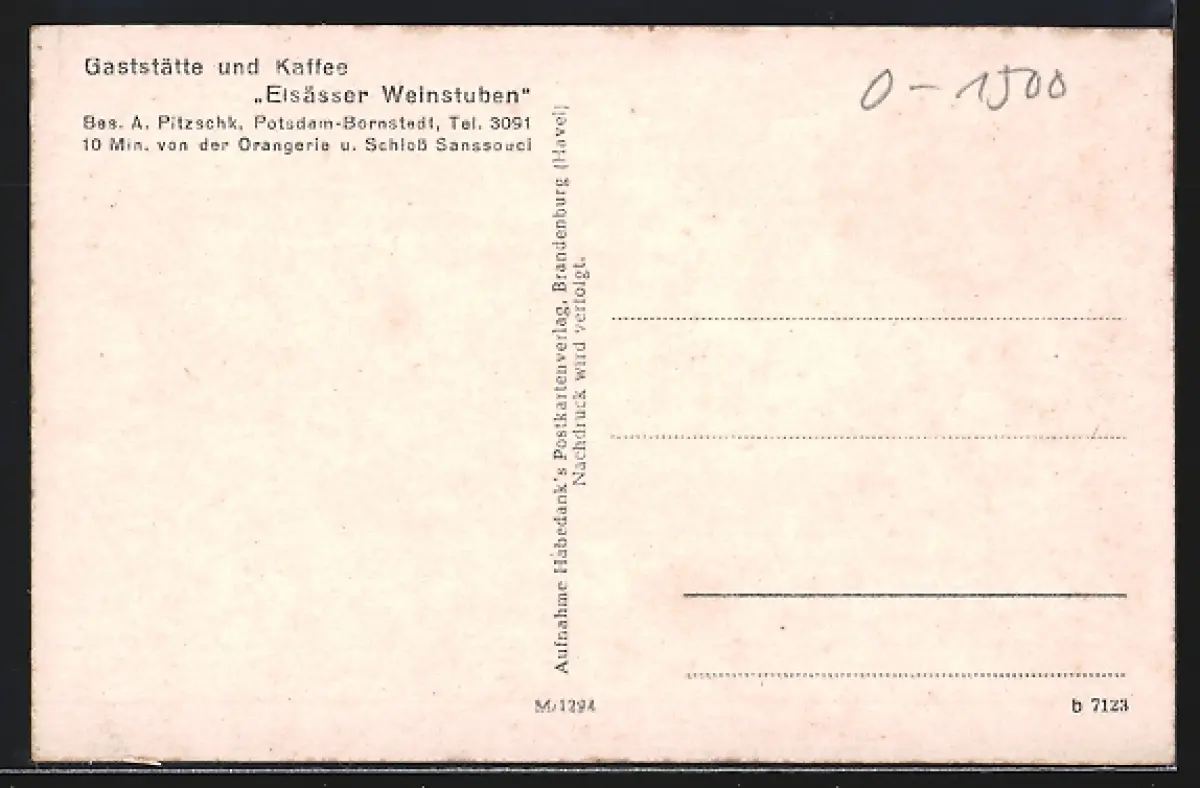 Gaststätte und Kaffee
„Elsässer Weinstuben“
Bes. A. Pitzschk, Potsdam-Bornstedt, Tel. 3091
10 Min. von der Orangerie u. Schloß Sanssouci
Aufnahme Habedank's Postkartenverlag, Brandenburg (Havel)
Nachdruck wird verfolgt.
0-1500
M/1294
b 7123